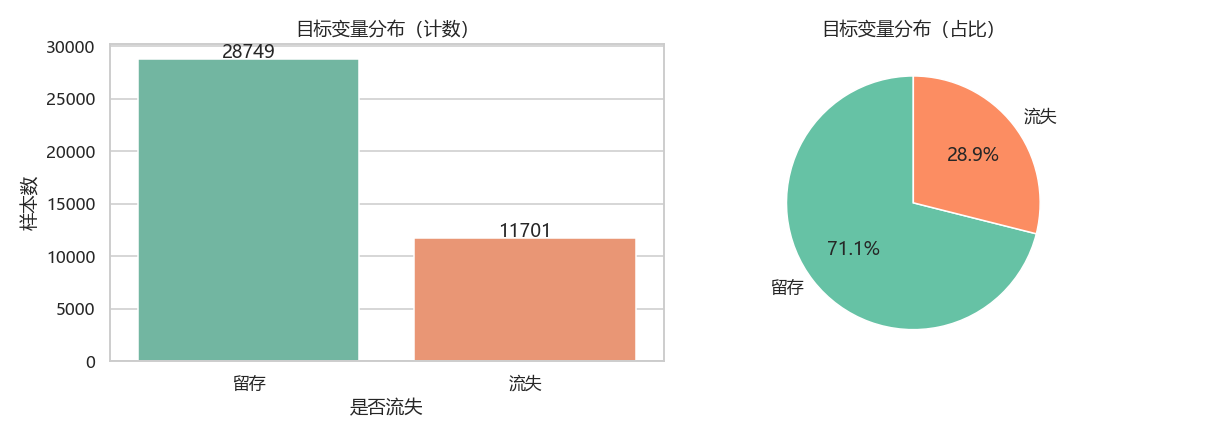 目标变量分布（计数）
30000
25000
20000
15000
10000
5000
0
样本数
28749
11701
留存
流失
是否流失
目标变量分布（占比）
流失
28.9%
71.1%
留存